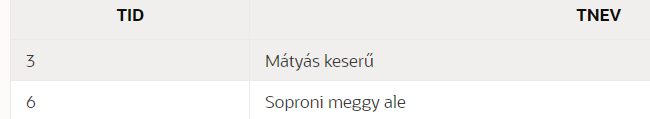 TID TNEV
3 Mátyás keserű
6 Soproni meggy ale